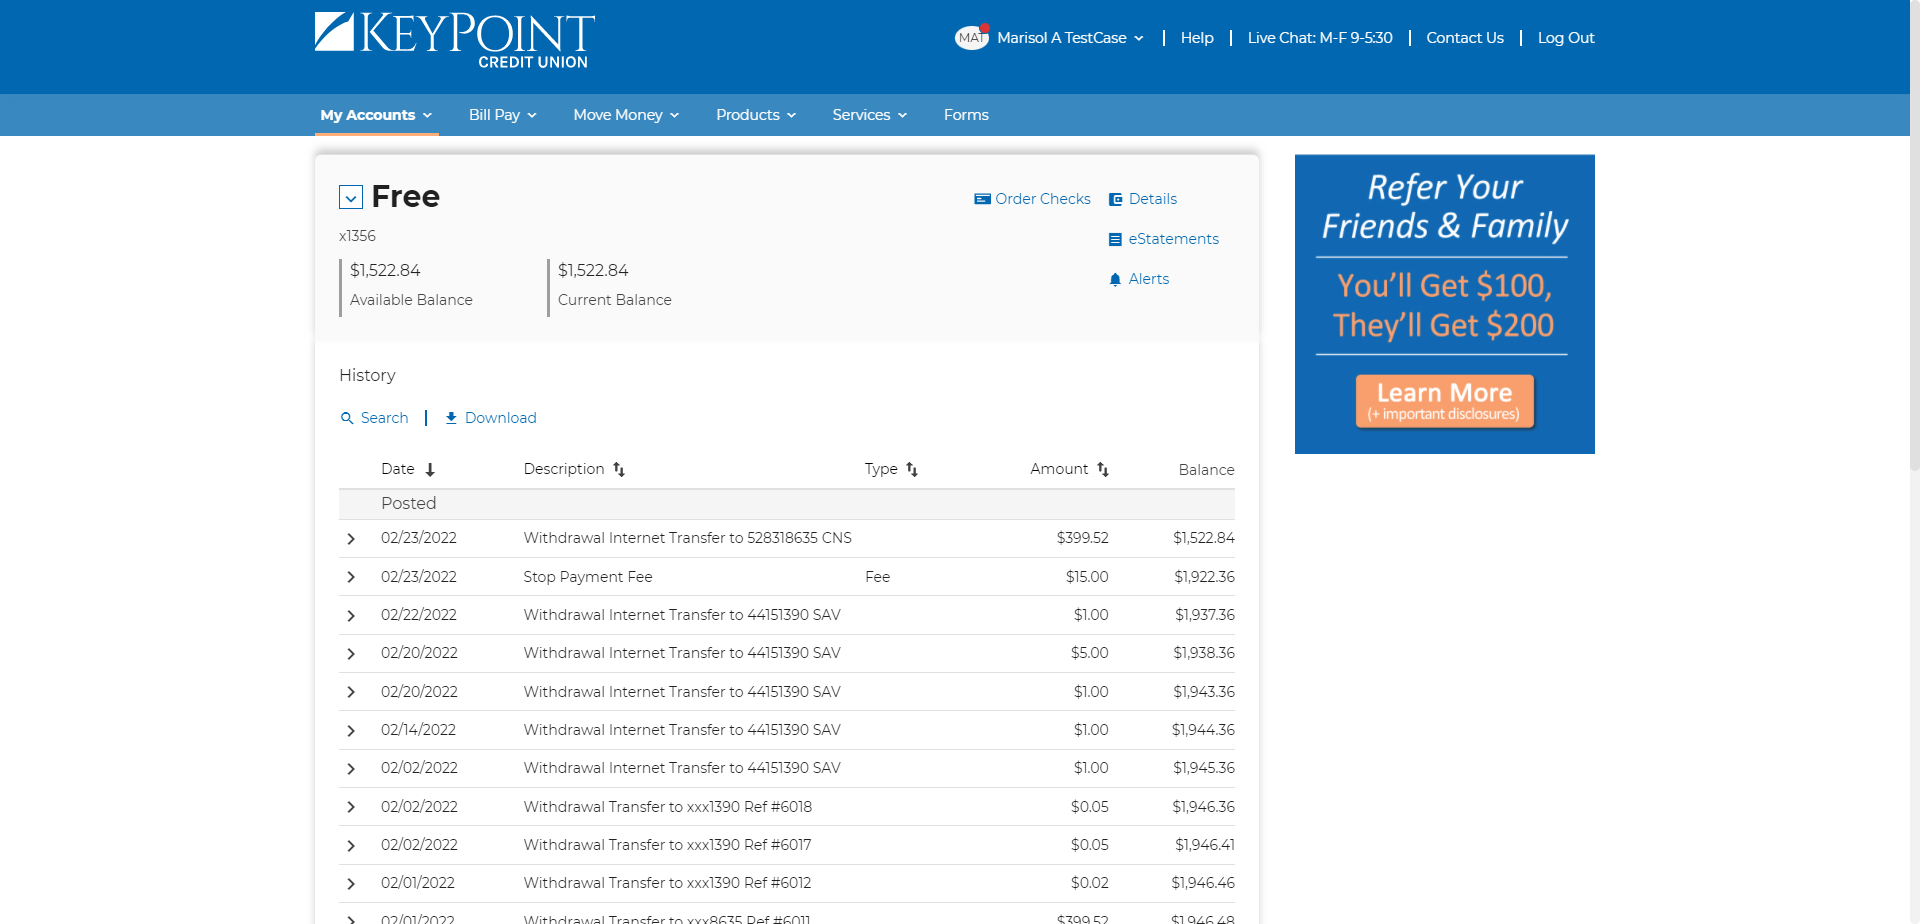 KEYPOINT
CREDIT UNION
MAT Marisol A TestCase Help Live Chat: M-F 9-5:30 Contact Us Log Out
My Accounts Bill Pay Move Money Products Services Forms
Free
x1356
$1,522.84 $1,522.84
Available Balance Current Balance
Order Checks Details
eStatements
Alerts
Refer Your
Friends & Family
You'll Get $100,
They'll Get $200
Learn More
(+ important disclosures)
History
Search Download
Date Description Type Amount Balance
Posted
02/23/2022 Withdrawal Internet Transfer to 528318635 CNS $399.52 $1,522.84
02/23/2022 Stop Payment Fee Fee $15.00 $1,922.36
02/22/2022 Withdrawal Internet Transfer to 44151390 SAV $1.00 $1,937.36
02/20/2022 Withdrawal Internet Transfer to 44151390 SAV $5.00 $1,938.36
02/20/2022 Withdrawal Internet Transfer to 44151390 SAV $1.00 $1,943.36
02/14/2022 Withdrawal Internet Transfer to 44151390 SAV $1.00 $1,944.36
02/02/2022 Withdrawal Internet Transfer to 44151390 SAV $1.00 $1,945.36
02/02/2022 Withdrawal Transfer to xxx1390 Ref #6018 $0.05 $1,946.36
02/02/2022 Withdrawal Transfer to xxx1390 Ref #6017 $0.05 $1,946.41
02/01/2022 Withdrawal Transfer to xxx1390 Ref #6012 $0.02 $1,946.46
02/01/2022 Withdrawal Transfer to xxx8635 Ref #6011 $399.52 $1,946.48